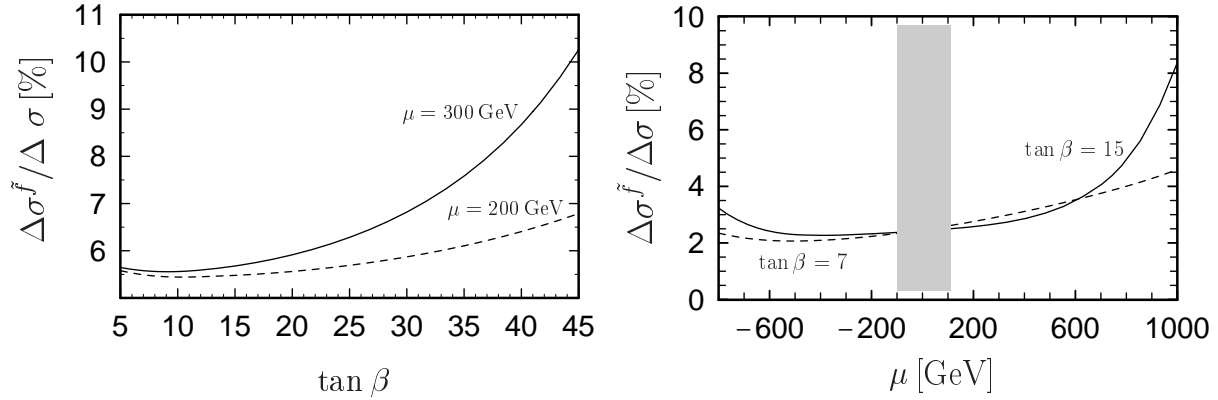 Δσ^f̃/Δ σ [%]
11
10
9
8
7
6
μ = 300 GeV
μ = 200 GeV
5 10 15 20 25 30 35 40 45
tan β
Δσ^f̃/Δσ [%]
10
8
6
4
2
0
tan β = 15
tan β = 7
−600 −200 200 600 1000
μ [GeV]